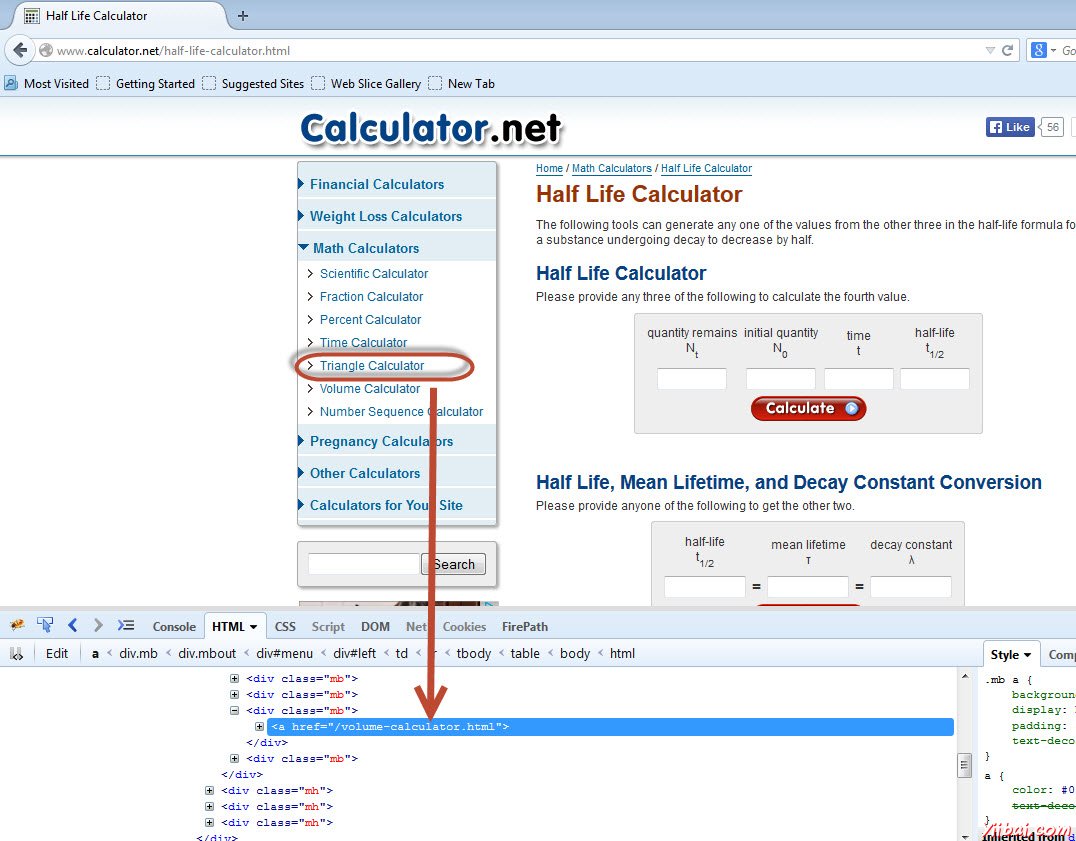 Half Life Calculator
www.calculator.net/half-life-calculator.html
8 Go
Most Visited Getting Started Suggested Sites Web Slice Gallery New Tab
Calculator.net
Like 56
Financial Calculators
Weight Loss Calculators
Math Calculators
Scientific Calculator
Fraction Calculator
Percent Calculator
Time Calculator
Triangle Calculator
Volume Calculator
Number Sequence Calculator
Pregnancy Calculators
Other Calculators
Calculators for Your Site
Search
Home / Math Calculators / Half Life Calculator
Half Life Calculator
The following tools can generate any one of the values from the other three in the half-life formula fo
a substance undergoing decay to decrease by half.
Half Life Calculator
Please provide any three of the following to calculate the fourth value.
quantity remains initial quantity time half-life
Nt N0 t t1/2
Calculate
Half Life, Mean Lifetime, and Decay Constant Conversion
Please provide anyone of the following to get the other two.
half-life mean lifetime decay constant
t1/2 τ λ
= =
Console HTML CSS Script DOM Net Cookies FirePath
Edit a < div.mb < div.mbout < div#menu < div#left < td < r < tbody < table < body < html
<div class="mb">
<div class="mb">
<div class="mb">
<a href="/volume-calculator.html">
</div>
<div class="mb">
</div>
<div class="mh">
<div class="mh">
<div class="mh">
</div>
Style Comp
.mb a {
background
display:
padding:
text-deco
}
a {
color: #0
text-deco
}
Inherited from d
Yiibai.com